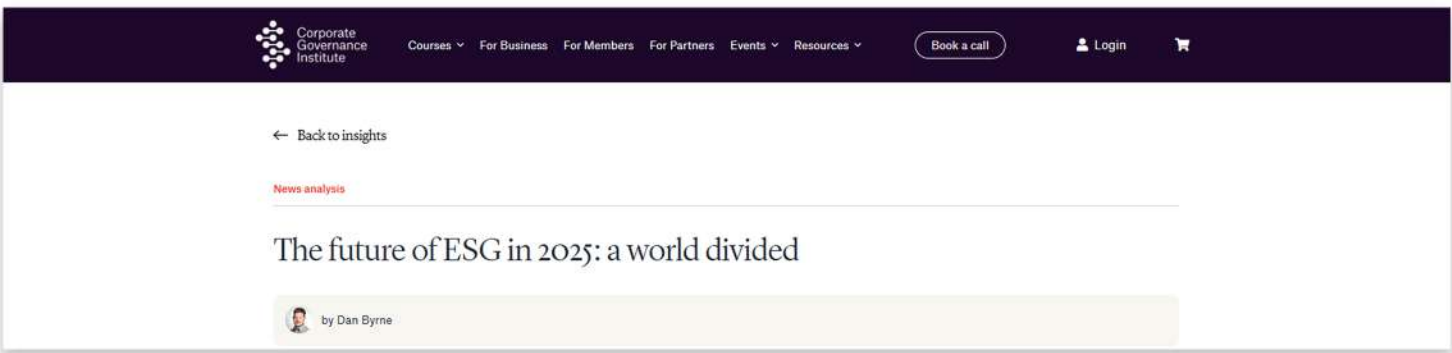 Corporate
Governance
Institute
Courses For Business For Members For Partners Events Resources Book a call Login
← Back to insights
News analysis
The future of ESG in 2025: a world divided
by Dan Byrne